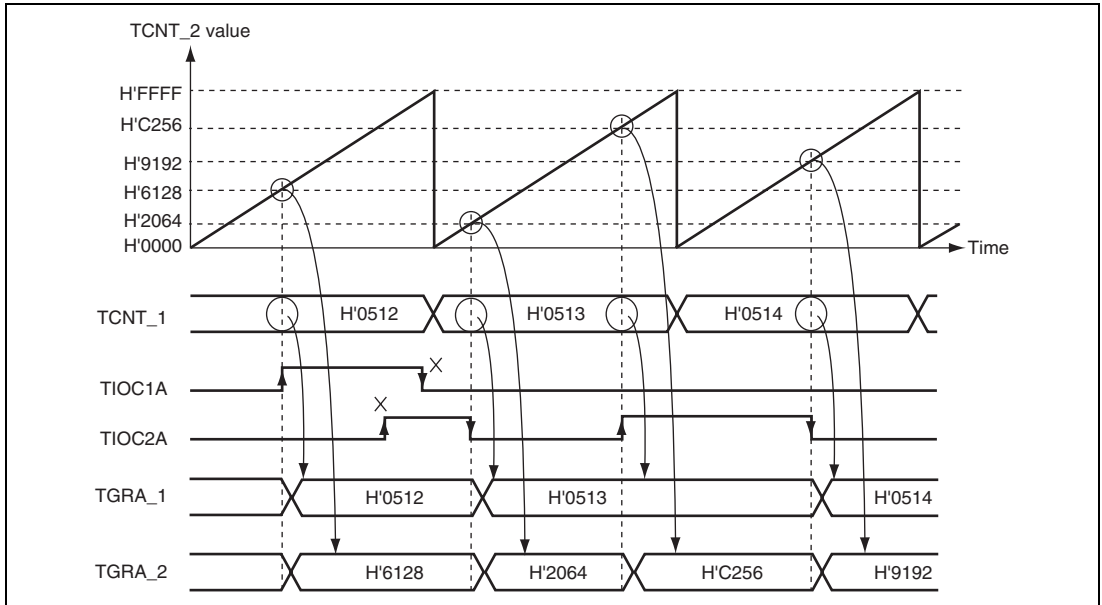 TCNT_2 value
H'FFFF
H'C256
H'9192
H'6128
H'2064
H'0000
Time
TCNT_1 H'0512 H'0513 H'0514
TIOC1A
TIOC2A
TGRA_1 H'0512 H'0513 H'0514
TGRA_2 H'6128 H'2064 H'C256 H'9192